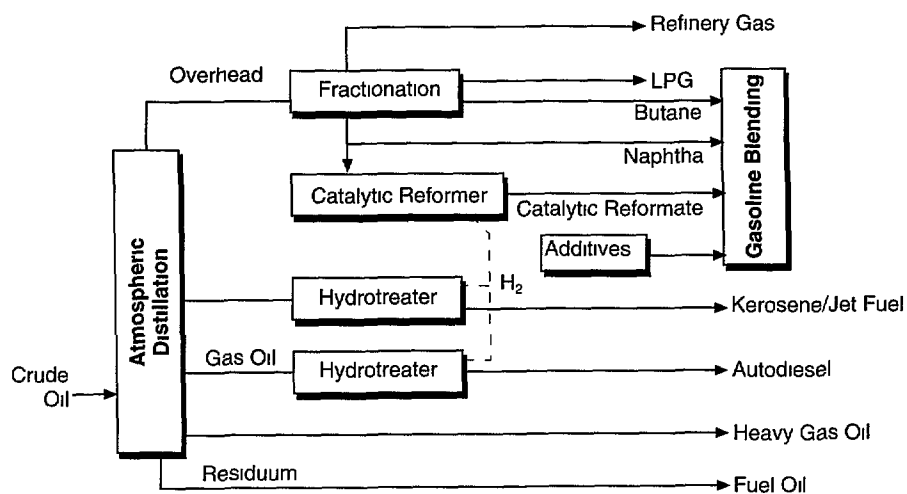 Refinery Gas
Overhead
Fractionation
LPG
Butane
Naphtha
Gasoline Blending
Catalytic Reformer
Catalytic Reformate
Additives
Atmospheric
Distillation
Hydrotreater
H₂
Kerosene/Jet Fuel
Gas Oil
Hydrotreater
Autodiesel
Crude
Oil
Heavy Gas Oil
Residuum
Fuel Oil